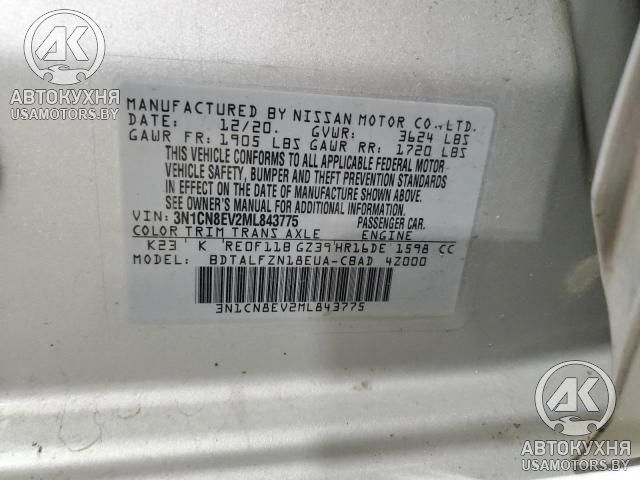 AK
АВТОКУХНЯ
USAMOTORS.BY
MANUFACTURED BY NISSAN MOTOR CO.,LTD.
DATE: 12/20. GVWR: 3624 LBS
GAWR FR: 1905 LBS GAWR RR: 1720 LBS
THIS VEHICLE CONFORMS TO ALL APPLICABLE FEDERAL MOTOR
VEHICLE SAFETY, BUMPER AND THEFT PREVENTION STANDARDS
IN EFFECT ON THE DATE OF MANUFACTURE SHOWN ABOVE.
SEE OWNER'S MANUAL FOR ADDITIONAL INFORMATION.
VIN: 3N1CN8EV2ML843775 PASSENGER CAR.
COLOR TRIM TRANS AXLE ENGINE
K23 K RE0F11B GZ39 HR16DE 1598 CC
MODEL: BDTALFZN18EUA-CBAD 4Z000
3N1CN8EV2ML843775
AK
АВТОКУХНЯ
USAMOTORS.BY